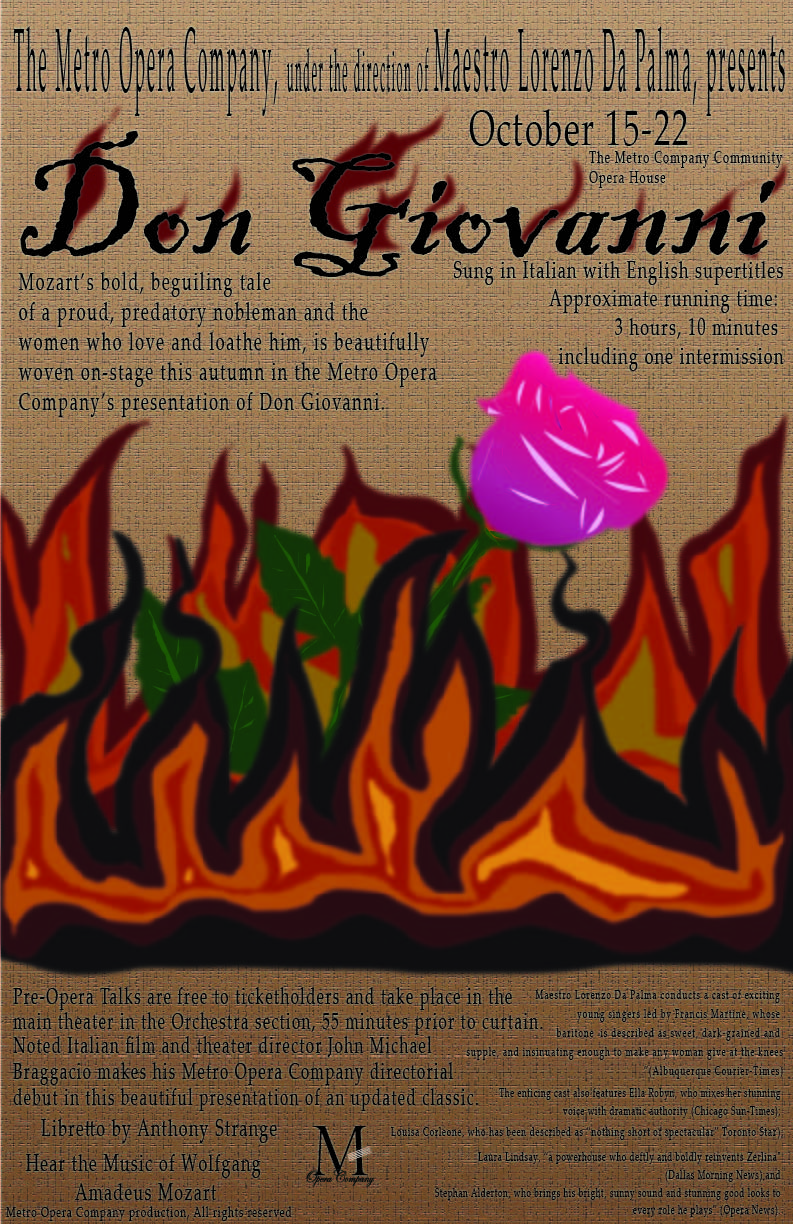 The Metro Opera Company, under the direction of Maestro Lorenzo Da Palma, presents
October 15-22
The Metro Company Community
Opera House
Don Giovanni
Mozart's bold, beguiling tale
of a proud, predatory nobleman and the
women who love and loathe him, is beautifully
woven on-stage this autumn in the Metro Opera
Company's presentation of Don Giovanni.
Sung in Italian with English supertitles
Approximate running time:
3 hours, 10 minutes
including one intermission
Pre-Opera Talks are free to ticketholders and take place in the
main theater in the Orchestra section, 55 minutes prior to curtain.
Noted Italian film and theater director John Michael
Braggacio makes his Metro Opera Company directorial
debut in this beautiful presentation of an updated classic.
Libretto by Anthony Strange
Hear the Music of Wolfgang
Amadeus Mozart
Metro Opera Company production, All rights reserved
M
Opera Company
Maestro Lorenzo Da Palma conducts a cast of exciting
young singers led by Francis Martine, whose
baritone is described as sweet, dark-grained and
supple, and insinuating enough to make any woman give at the knees
"(Albuquerque Courier-Times)
The enticing cast also features Ella Robyn, who mixes her stunning
voice with dramatic authority (Chicago Sun-Times);
Louisa Corleone, who has been described as "nothing short of spectacular" Toronto Star);
Laura Lindsay, "a powerhouse who deftly and boldly reinvents Zerlina"
(Dallas Morning News);and
Stephan Alderton, who brings his bright, sunny sound and stunning good looks to
every role he plays" (Opera News).